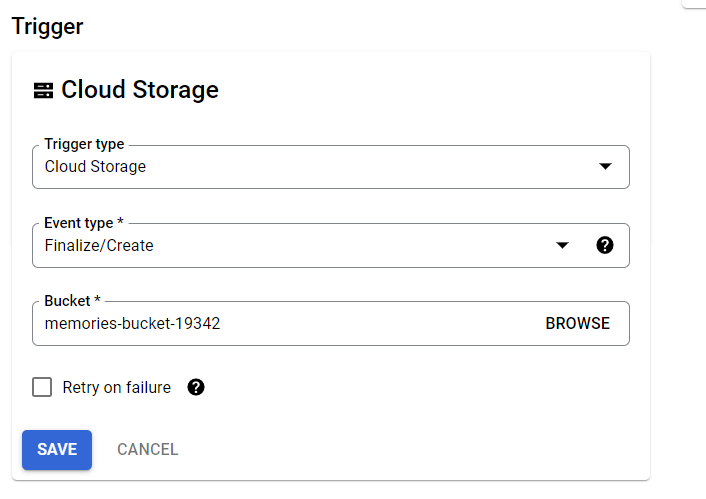 Trigger
Cloud Storage
Trigger type
Cloud Storage
Event type *
Finalize/Create
Bucket *
memories-bucket-19342 BROWSE
Retry on failure
SAVE CANCEL